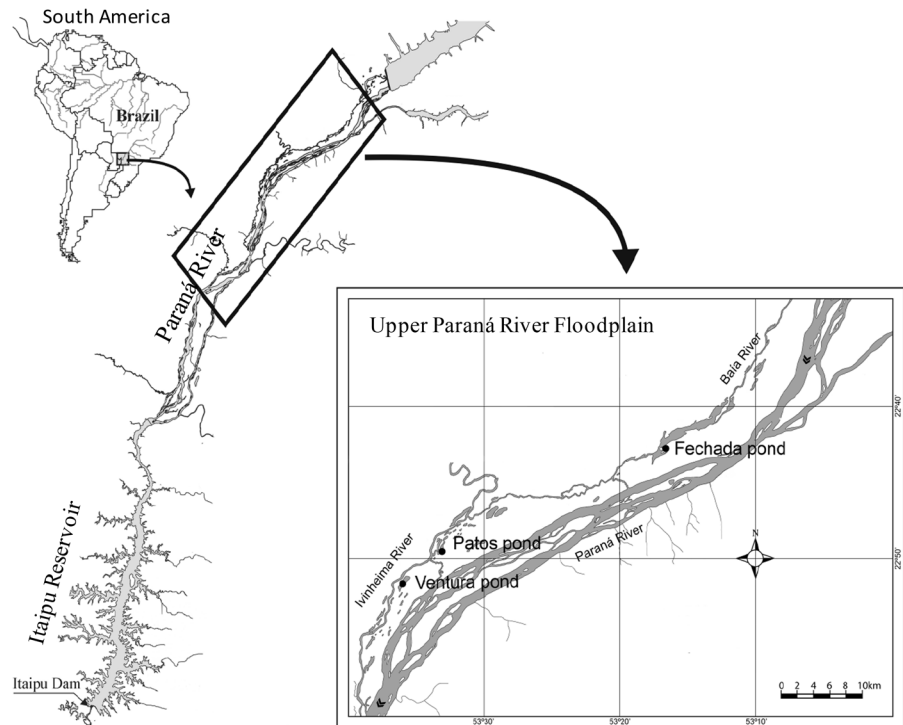 South America
Brazil
Paraná River
Itaipu Reservoir
Itaipu Dam
Upper Paraná River Floodplain
Baía River
22°40'
Fechada pond
Paraná River
N
Patos pond
Ivinheima River
22°50'
Ventura pond
0 2 4 6 8 10km
53°30'
53°20'
53°10'